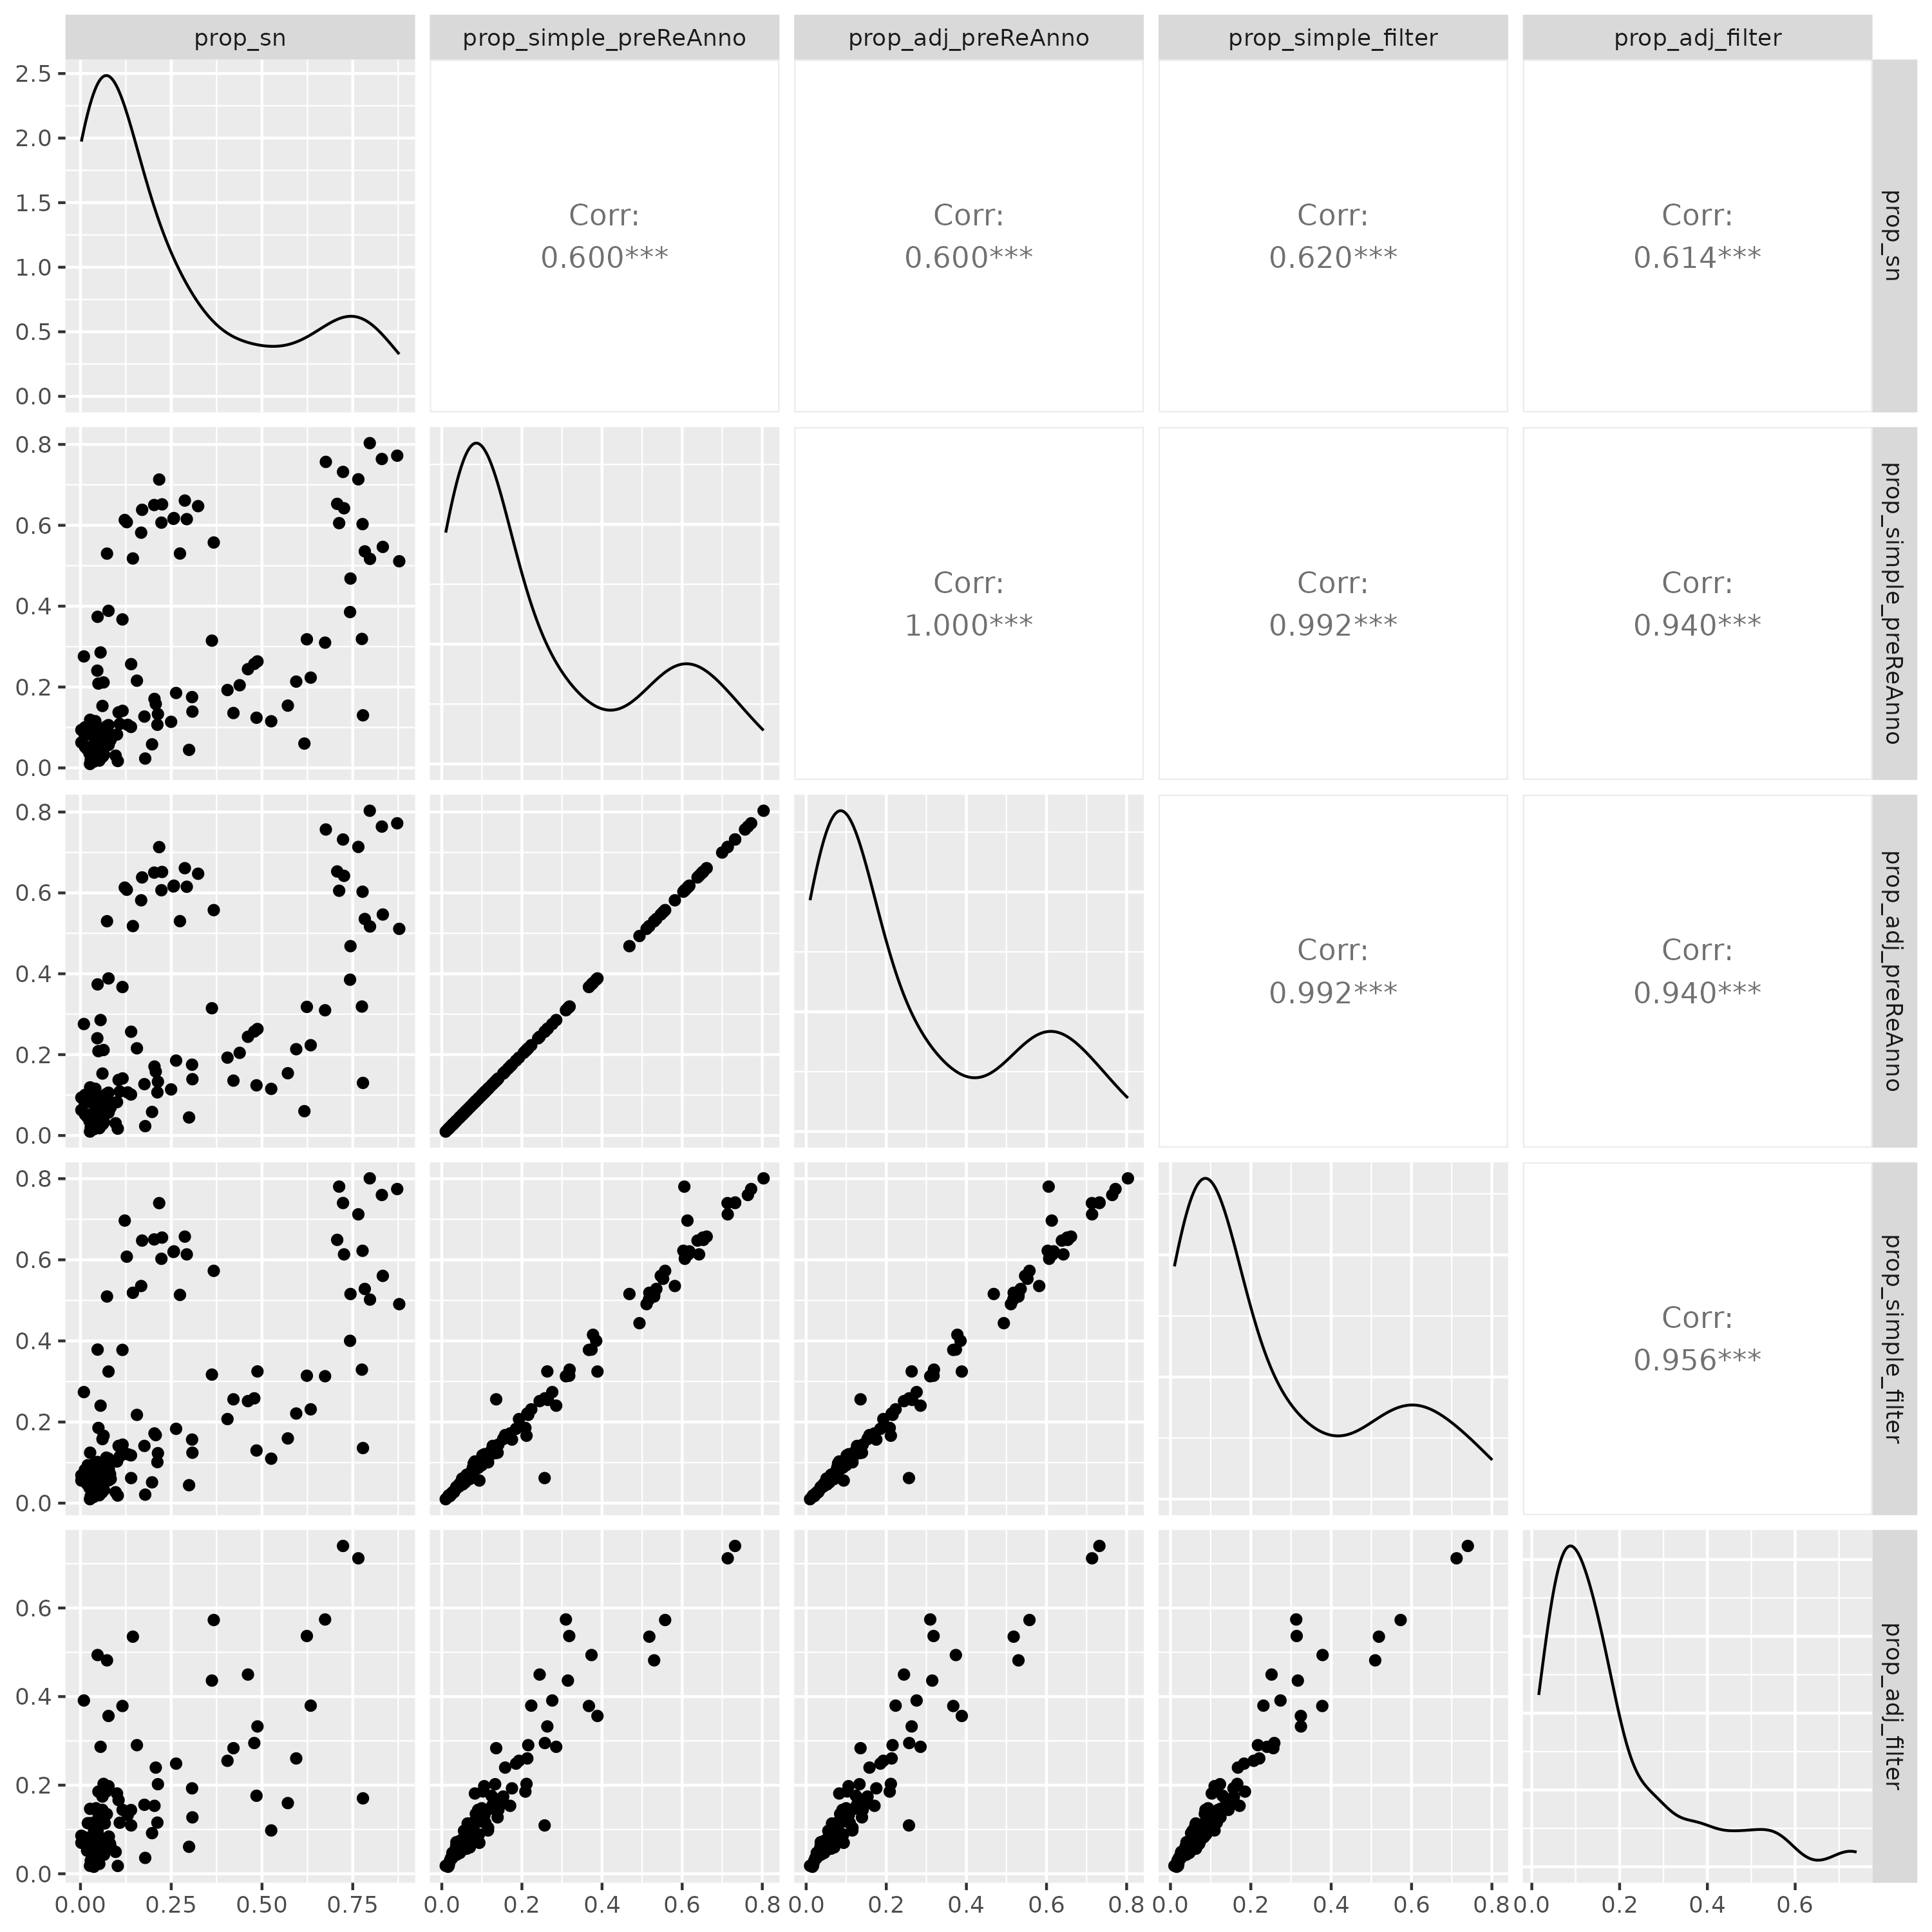 prop_sn prop_simple_preReAnno prop_adj_preReAnno prop_simple_filter prop_adj_filter
2.5
2.0
1.5
1.0
0.5
0.0
Corr:
0.600***
Corr:
0.600***
Corr:
0.620***
Corr:
0.614***
prop_sn
0.8
0.6
0.4
0.2
0.0
Corr:
1.000***
Corr:
0.992***
Corr:
0.940***
prop_simple_preReAnno
0.8
0.6
0.4
0.2
0.0
Corr:
0.992***
Corr:
0.940***
prop_adj_preReAnno
0.8
0.6
0.4
0.2
0.0
Corr:
0.956***
prop_simple_filter
0.6
0.4
0.2
0.0
prop_adj_filter
0.00 0.25 0.50 0.75 0.0 0.2 0.4 0.6 0.8 0.0 0.2 0.4 0.6 0.8 0.0 0.2 0.4 0.6 0.8 0.0 0.2 0.4 0.6